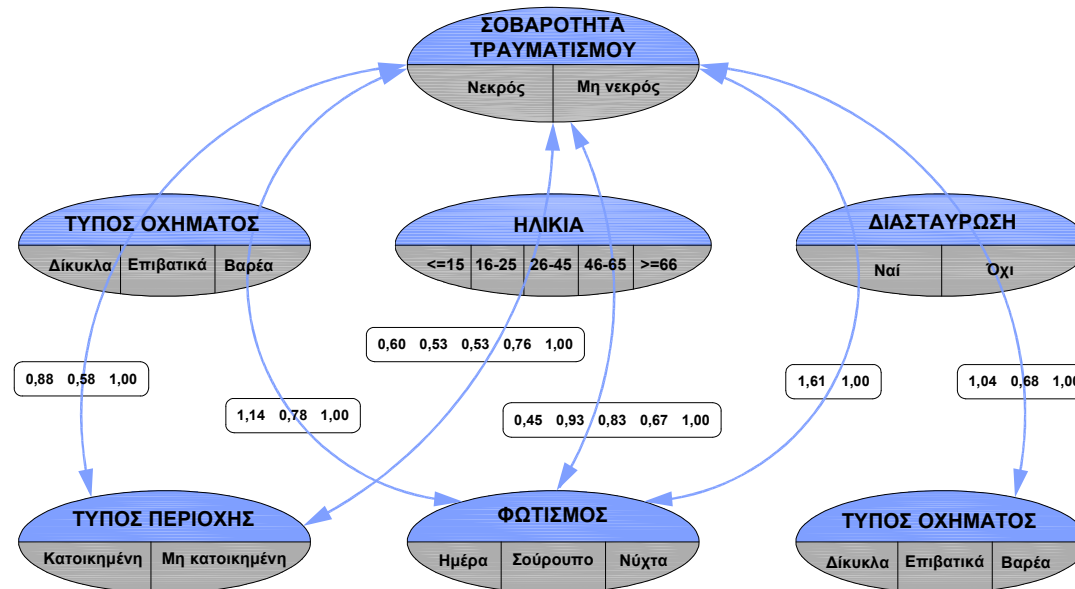 ΣΟΒΑΡΟΤΗΤΑ
ΤΡΑΥΜΑΤΙΣΜΟΥ
Νεκρός Μη νεκρός
ΤΥΠΟΣ ΟΧΗΜΑΤΟΣ
Δίκυκλα Επιβατικά Βαρέα
ΗΛΙΚΙΑ
<=15 16-25 26-45 46-65 >=66
ΔΙΑΣΤΑΥΡΩΣΗ
Ναί Όχι
0,60 0,53 0,53 0,76 1,00
0,88 0,58 1,00
1,61 1,00
1,04 0,68 1,00
1,14 0,78 1,00
0,45 0,93 0,83 0,67 1,00
ΤΥΠΟΣ ΠΕΡΙΟΧΗΣ
Κατοικημένη Μη κατοικημένη
ΦΩΤΙΣΜΟΣ
Ημέρα Σούρουπο Νύχτα
ΤΥΠΟΣ ΟΧΗΜΑΤΟΣ
Δίκυκλα Επιβατικά Βαρέα